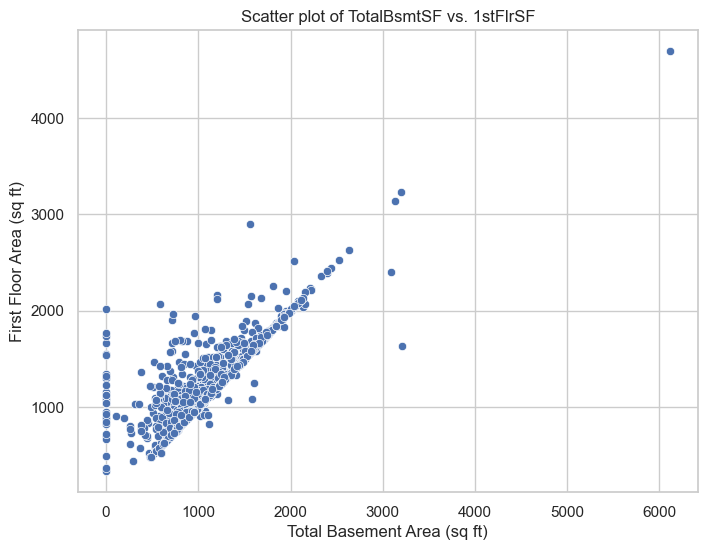 Scatter plot of TotalBsmtSF vs. 1stFlrSF
First Floor Area (sq ft)
4000
3000
2000
1000
0 1000 2000 3000 4000 5000 6000
Total Basement Area (sq ft)